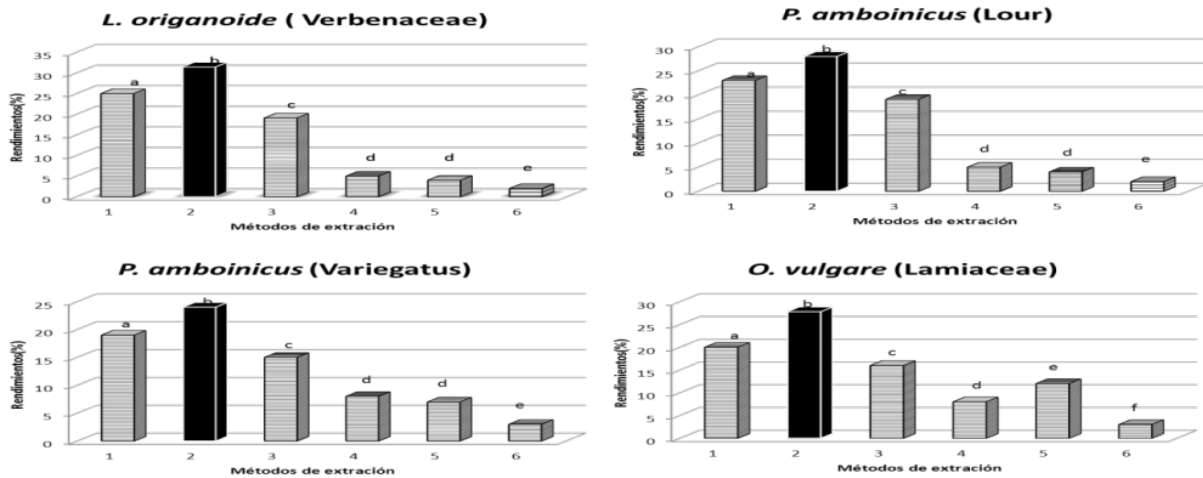 L. origanoide ( Verbenaceae)
Rendimientos(%)
35
30
25
20
15
10
5
0
a
b
c
d
d
e
1 2 3 4 5 6
Métodos de extración
P. amboinicus (Lour)
Rendimientos(%)
30
25
20
15
10
5
0
a
b
c
d
d
e
1 2 3 4 5 6
Métodos de extración
P. amboinicus (Variegatus)
Rendimientos(%)
25
20
15
10
5
0
a
b
c
d
d
e
1 2 3 4 5 6
Métodos de extración
O. vulgare (Lamiaceae)
Rendimientos(%)
30
25
20
15
10
5
0
a
b
c
d
e
f
1 2 3 4 5 6
Métodos de extración